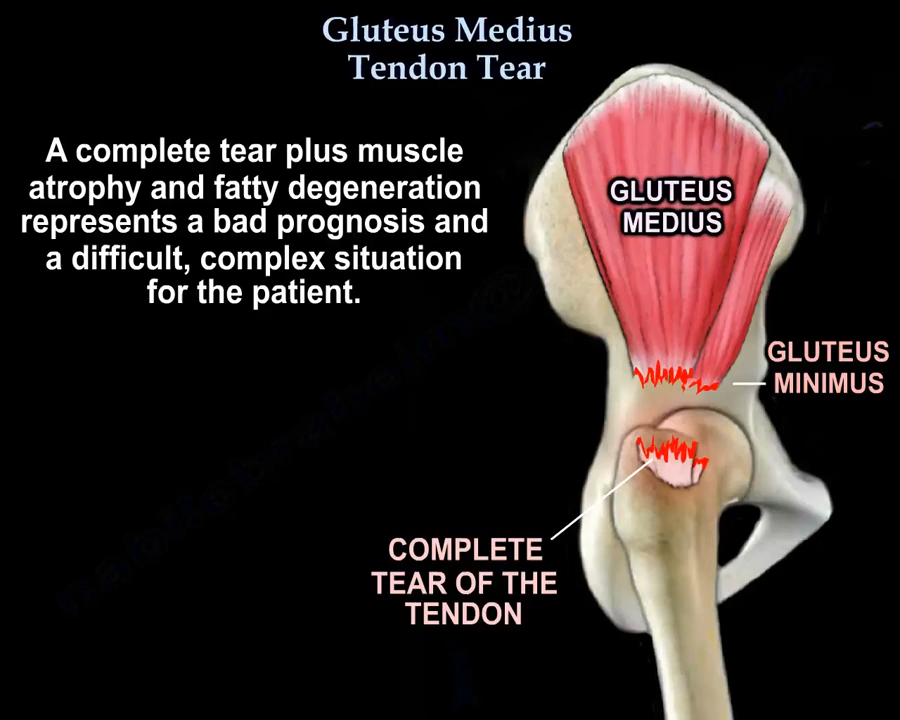 Gluteus Medius
Tendon Tear
A complete tear plus muscle
atrophy and fatty degeneration
represents a bad prognosis and
a difficult, complex situation
for the patient.
GLUTEUS
MEDIUS
GLUTEUS
MINIMUS
COMPLETE
TEAR OF THE
TENDON